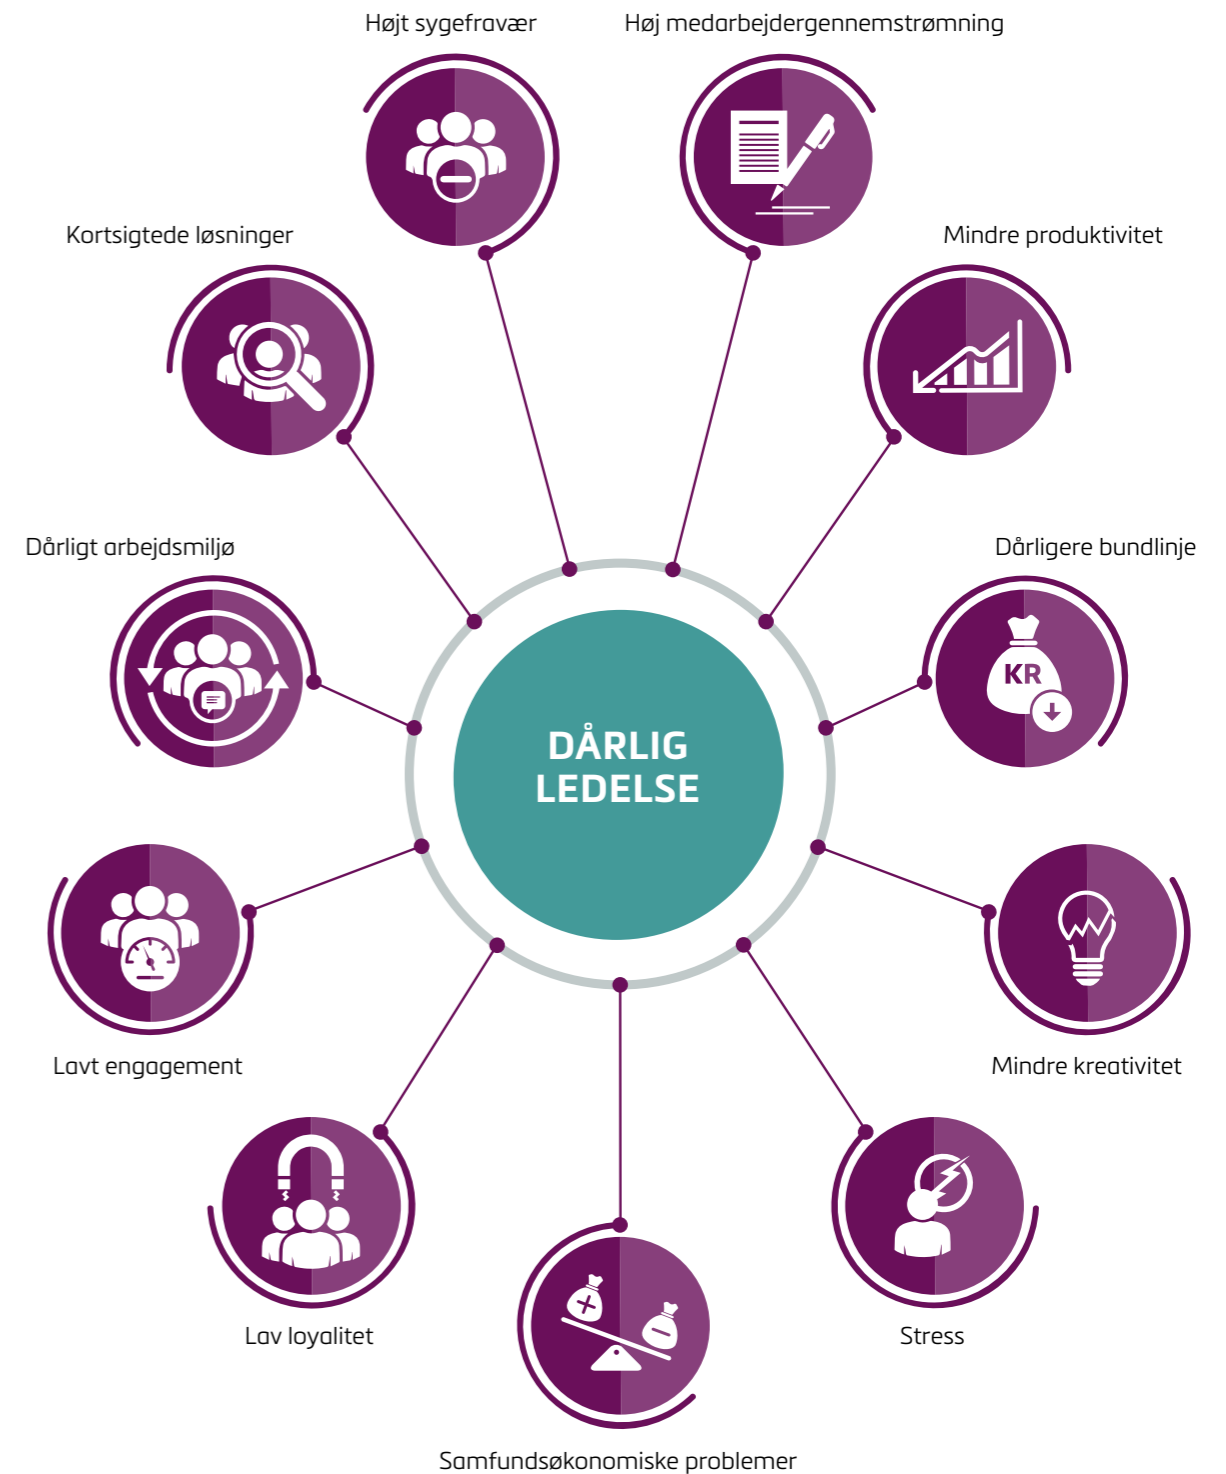 Højt sygefravær
Høj medarbejdergennemstrømning
Kortsigtede løsninger
Mindre produktivitet
Dårligt arbejdsmiljø
Dårligere bundlinje
KR
DÅRLIG
LEDELSE
Lavt engagement
Mindre kreativitet
Lav loyalitet
Stress
Samfundsøkonomiske problemer